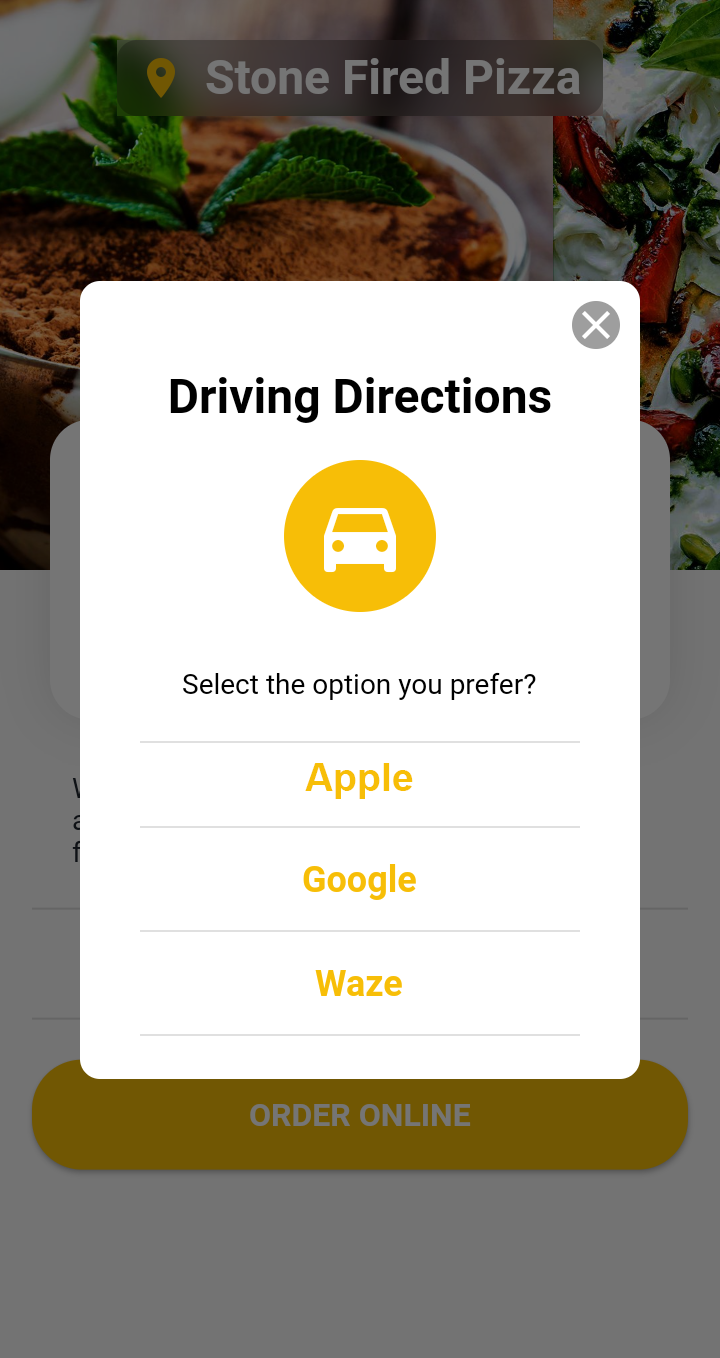 Stone Fired Pizza
Driving Directions
Select the option you prefer?
Apple
Google
Waze
ORDER ONLINE